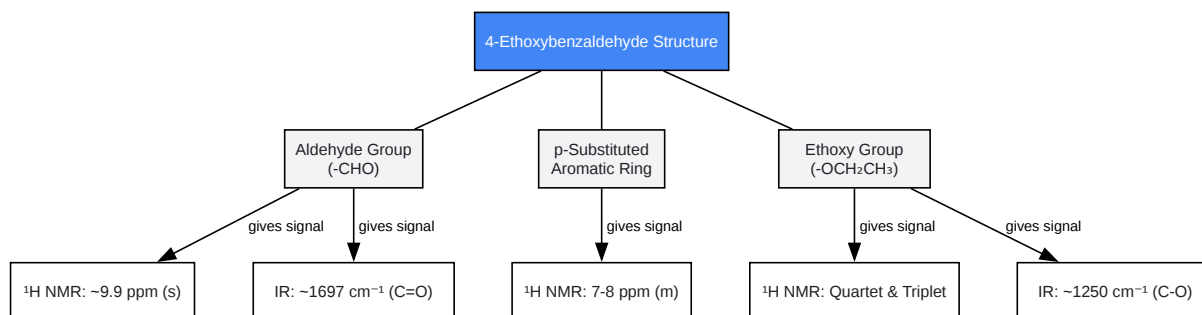 4-Ethoxybenzaldehyde Structure
Aldehyde Group
(-CHO)
p-Substituted
Aromatic Ring
Ethoxy Group
(-OCH₂CH₃)
gives signal
gives signal
gives signal
gives signal
gives signal
¹H NMR: ~9.9 ppm (s)
IR: ~1697 cm⁻¹ (C=O)
¹H NMR: 7-8 ppm (m)
¹H NMR: Quartet & Triplet
IR: ~1250 cm⁻¹ (C-O)